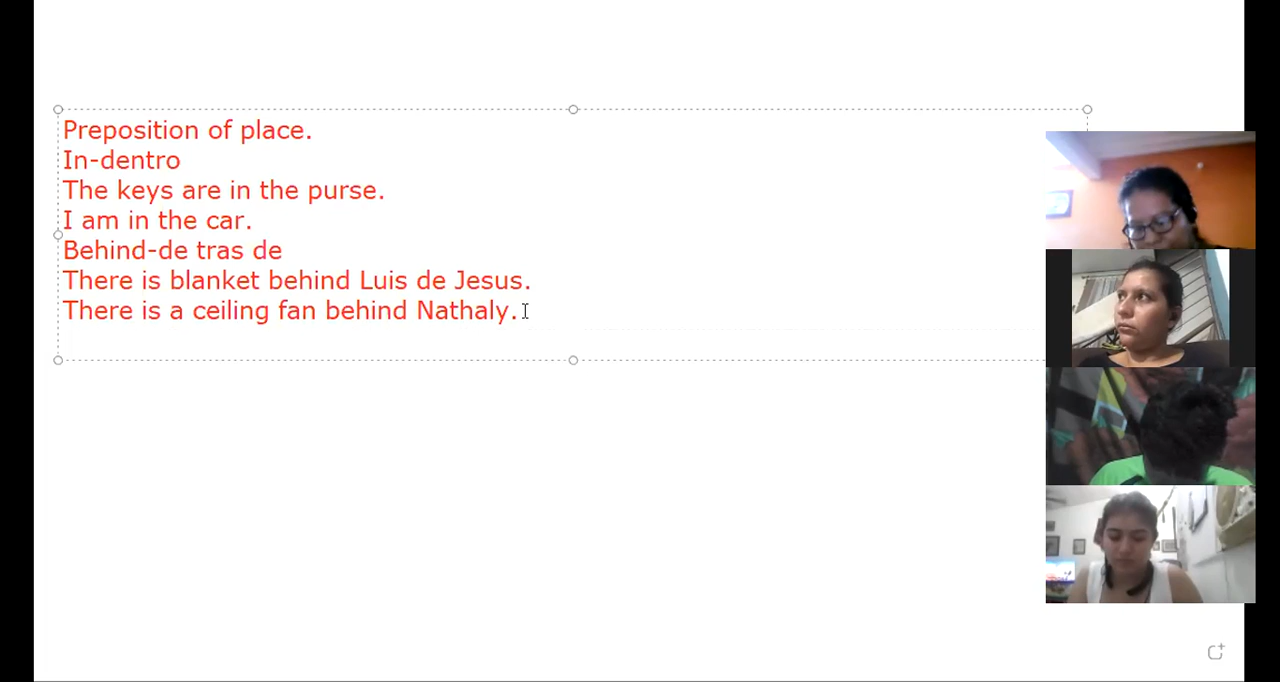 Preposition of place.
In-dentro
The keys are in the purse.
I am in the car.
Behind-de tras de
There is blanket behind Luis de Jesus.
There is a ceiling fan behind Nathaly.